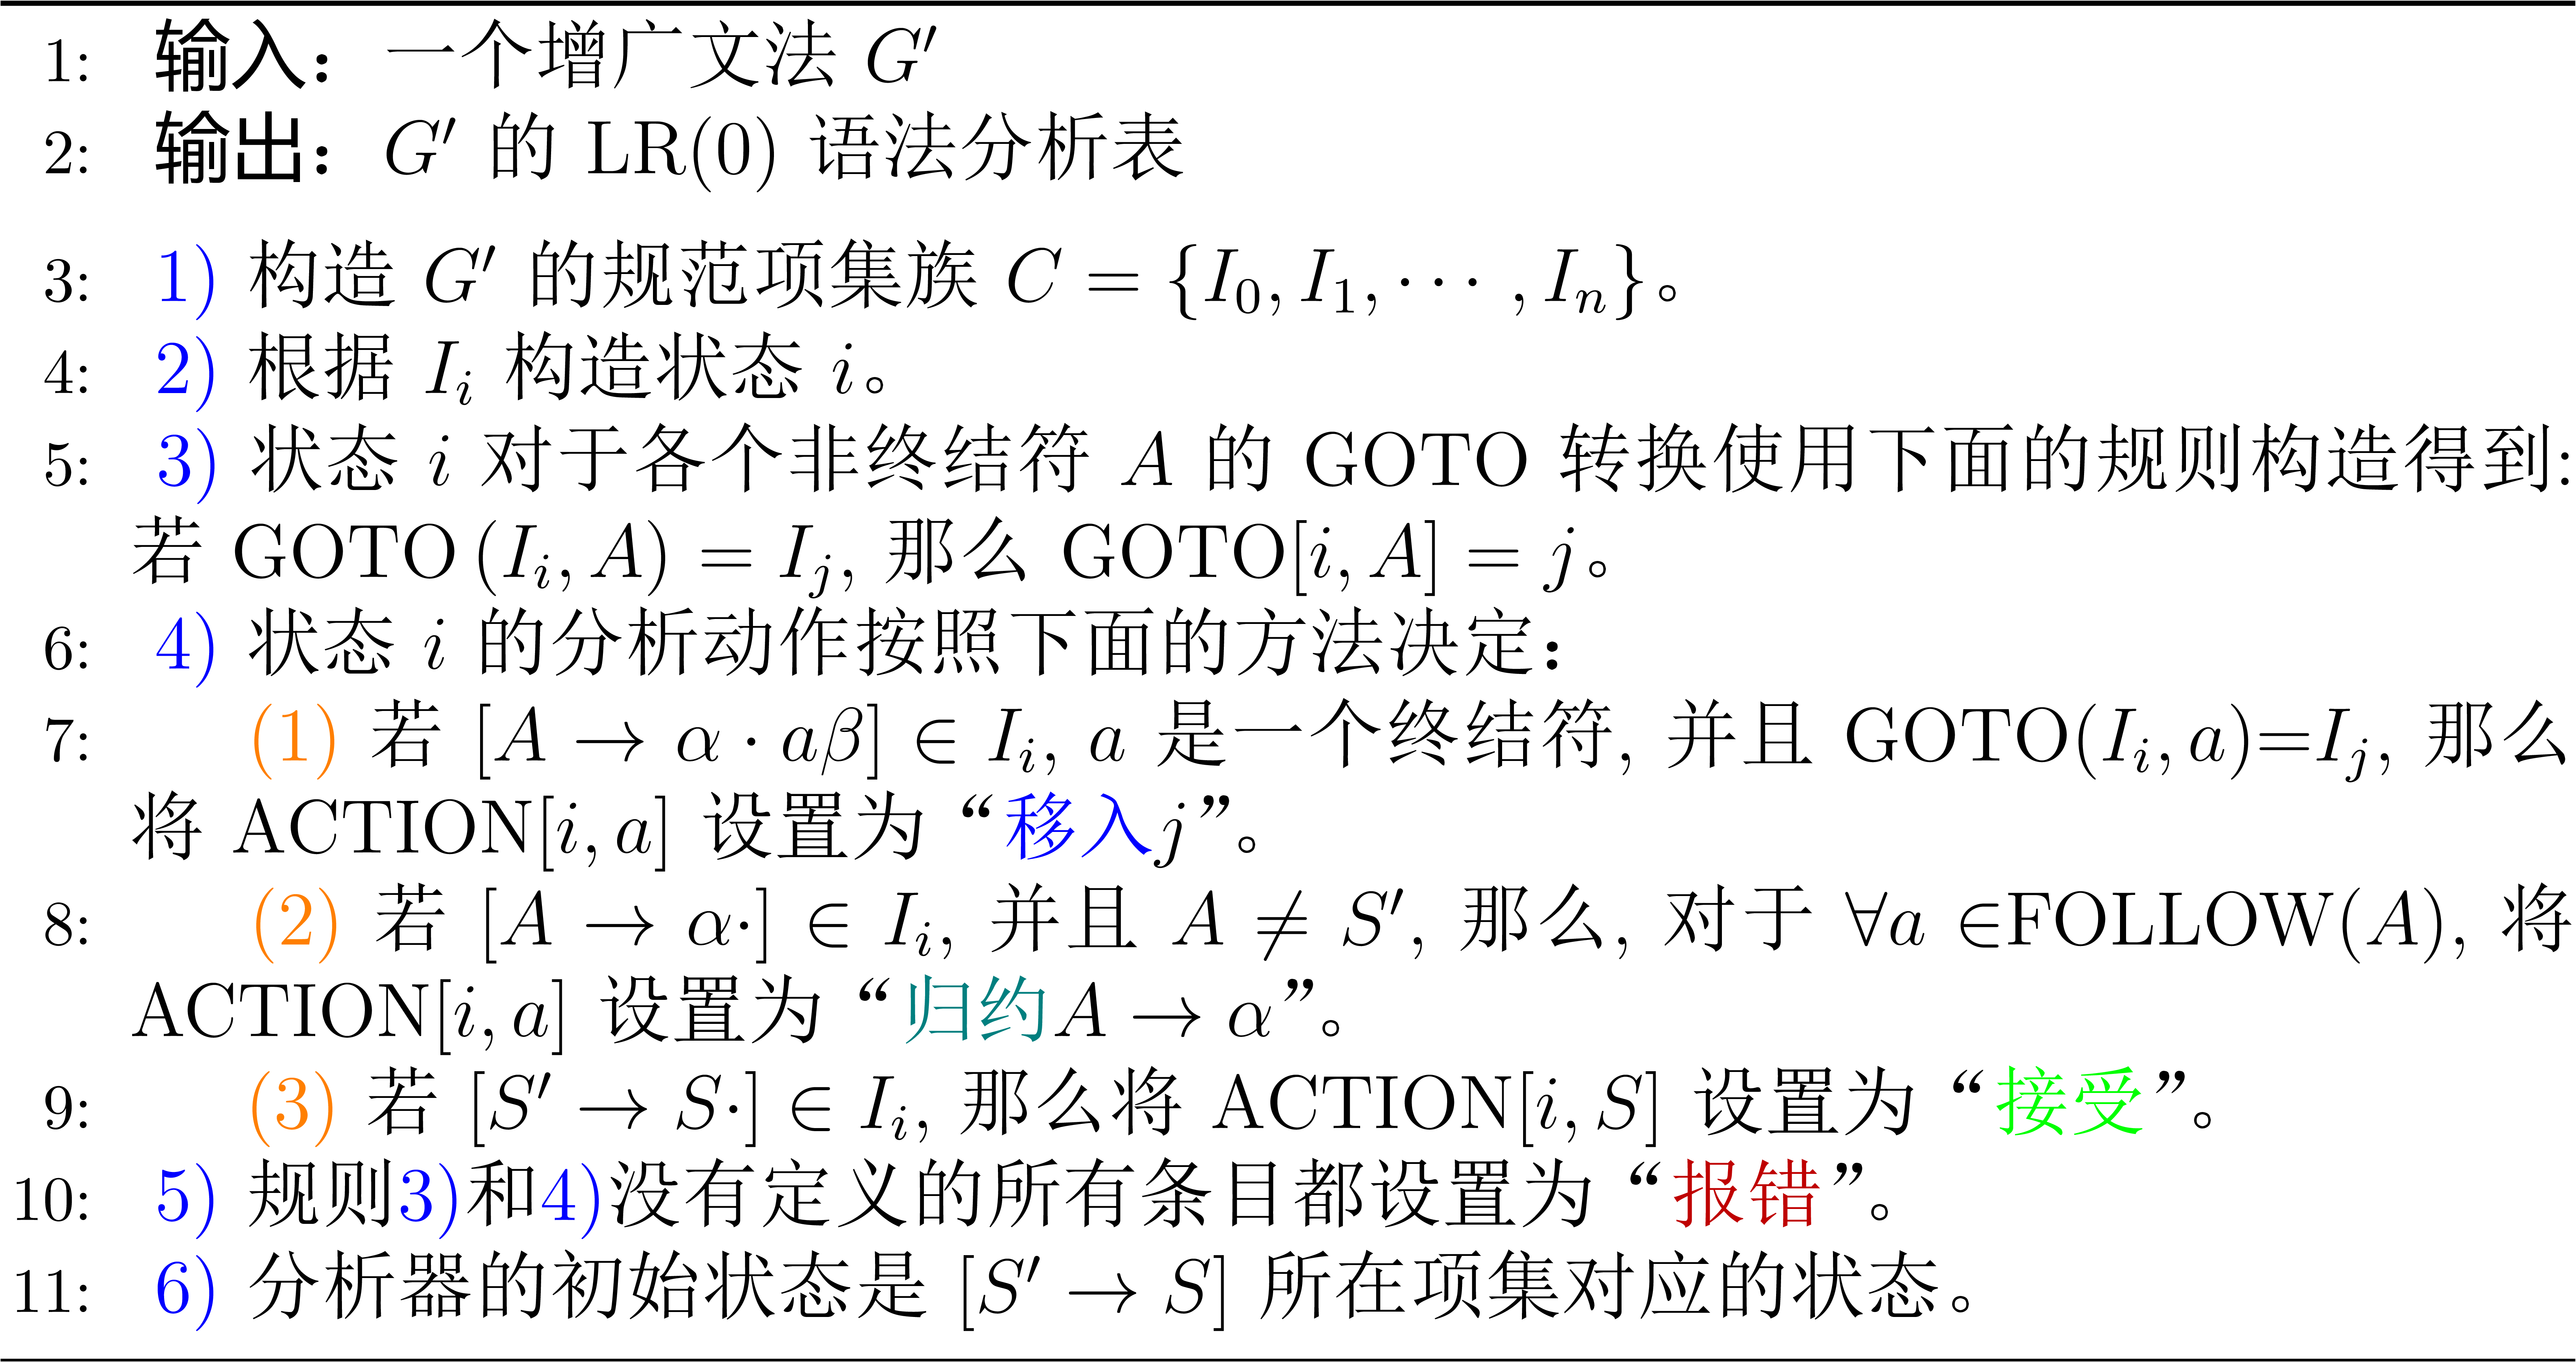 1: 输入：一个增广文法 G′
2: 输出：G′ 的 LR(0) 语法分析表
3: 1) 构造 G′ 的规范项集族 C = {I₀, I₁, ⋯ , Iₙ}。
4: 2) 根据 Iᵢ 构造状态 i。
5: 3) 状态 i 对于各个非终结符 A 的 GOTO 转换使用下面的规则构造得到:
若 GOTO (Iᵢ, A) = Iⱼ, 那么 GOTO[i, A] = j。
6: 4) 状态 i 的分析动作按照下面的方法决定：
7: (1) 若 [A → α · aβ] ∈ Iᵢ, a 是一个终结符, 并且 GOTO(Iᵢ, a)=Iⱼ, 那么
将 ACTION[i, a] 设置为“移入j”。
8: (2) 若 [A → α·] ∈ Iᵢ, 并且 A ≠ S′, 那么, 对于 ∀a ∈FOLLOW(A), 将
ACTION[i, a] 设置为“归约A → α”。
9: (3) 若 [S′ → S·] ∈ Iᵢ, 那么将 ACTION[i, S] 设置为“接受”。
10: 5) 规则3)和4)没有定义的所有条目都设置为“报错”。
11: 6) 分析器的初始状态是 [S′ → S] 所在项集对应的状态。